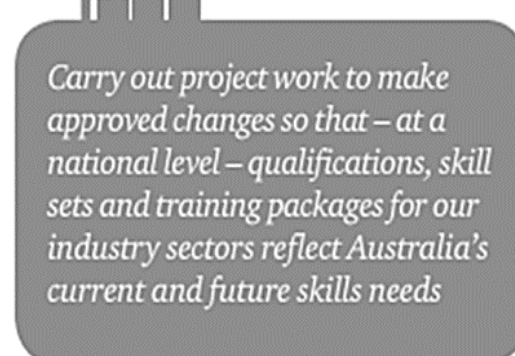 Carry out project work to make
approved changes so that – at a
national level – qualifications, skill
sets and training packages for our
industry sectors reflect Australia’s
current and future skills needs